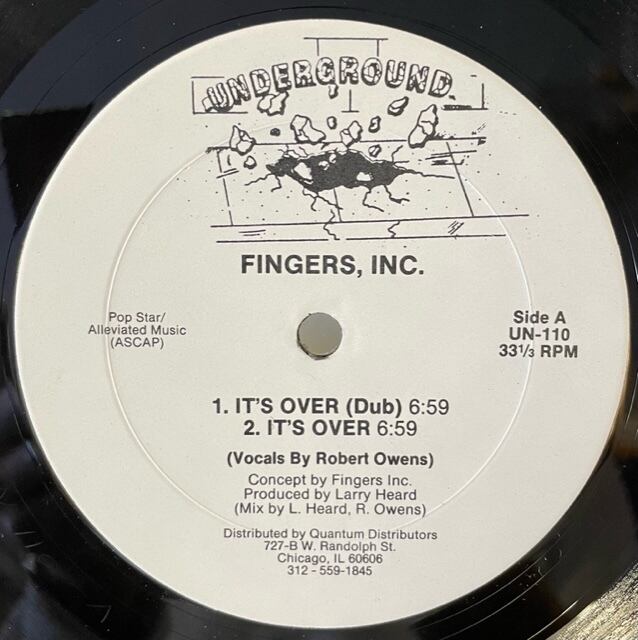 UNDERGROUND
FINGERS, INC.
Pop Star/
Alleviated Music
(ASCAP)
Side A
UN-110
33⅓ RPM
1. IT'S OVER (Dub) 6:59
2. IT'S OVER 6:59
(Vocals By Robert Owens)
Concept by Fingers Inc.
Produced by Larry Heard
(Mix by L. Heard, R. Owens)
Distributed by Quantum Distributors
727-B W. Randolph St.
Chicago, IL 60606
312 - 559-1845